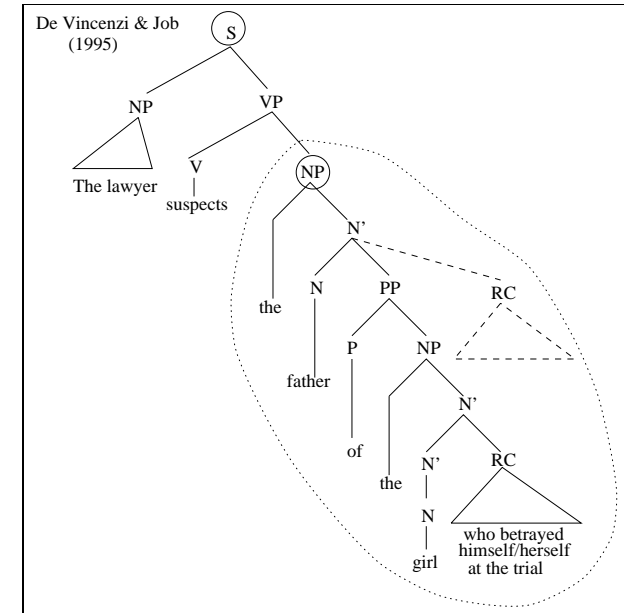 De Vincenzi & Job
(1995)
S
NP
VP
V
NP
The lawyer
suspects
N'
the
N
PP
RC
father
P
NP
of
N'
the
N'
RC
N
girl
who betrayed
himself/herself
at the trial